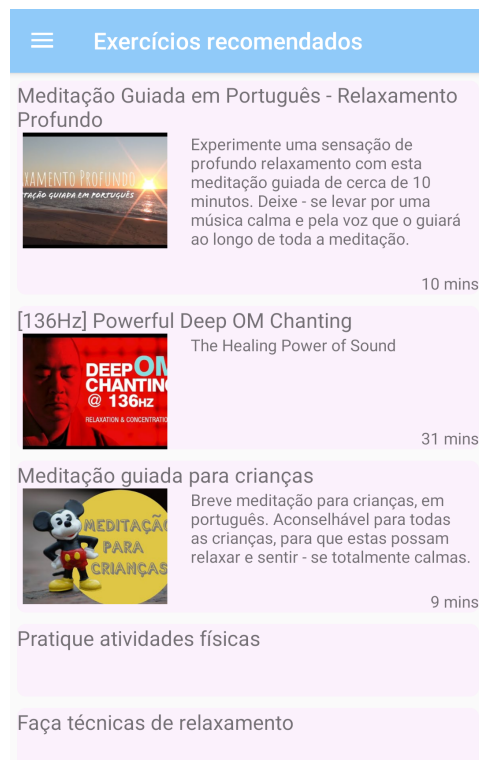 Exercícios recomendados
Meditação Guiada em Português - Relaxamento
Profundo
XAMENTO PROFUNDO
TAÇÃO GUIADA EM PORTUGUÊS
Experimente uma sensação de
profundo relaxamento com esta
meditação guiada de cerca de 10
minutos. Deixe - se levar por uma
música calma e pela voz que o guiará
ao longo de toda a meditação.
10 mins
[136Hz] Powerful Deep OM Chanting
DEEP OM
CHANTING
@ 136HZ
RELAXATION & CONCENTRATIO
The Healing Power of Sound
31 mins
Meditação guiada para crianças
MEDITAÇÃO
PARA
CRIANÇAS
Breve meditação para crianças, em
português. Aconselhável para todas
as crianças, para que estas possam
relaxar e sentir - se totalmente calmas.
9 mins
Pratique atividades físicas
Faça técnicas de relaxamento